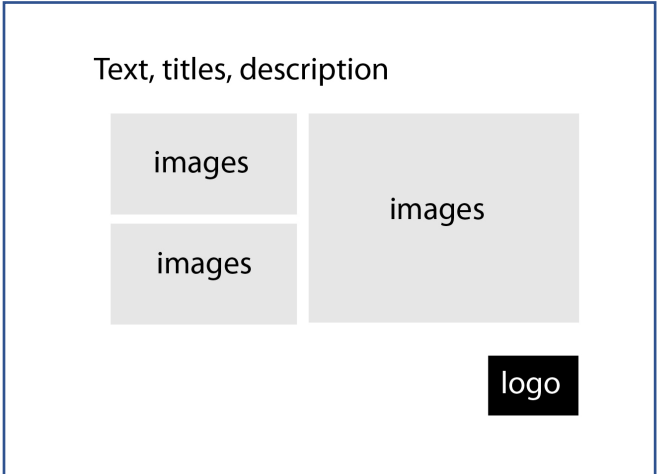 Text, titles, description
images
images
images
logo